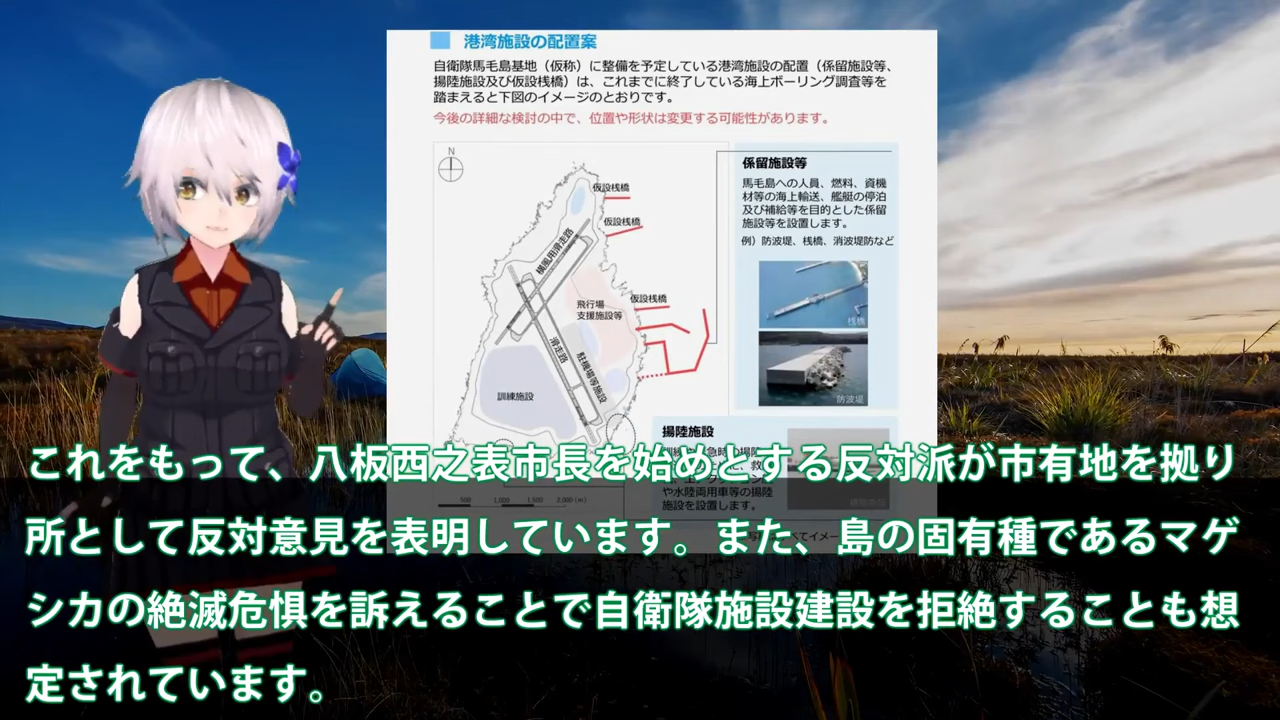 港湾施設の配置案
自衛隊馬毛島基地（仮称）に整備を予定している港湾施設の配置（係留施設等、
揚陸施設及び仮設桟橋）は、これまでに終了している海上ボーリング調査等を
踏まえると下図のイメージのとおりです。
今後の詳細な検討の中で、位置や形状は変更する可能性があります。
N
仮設桟橋
仮設桟橋
横風用滑走路
飛行場
支援施設等
仮設桟橋
滑走路
駐機場等施設
訓練施設
500 1,000 1,500 2,000 (m)
係留施設等
馬毛島への人員、燃料、資機
材等の海上輸送、艦艇の停泊
及び補給等を目的とした係留
施設等を設置します。
例）防波堤、桟橋、消波堤防など
桟橋
防波堤
揚陸施設
や水陸両用車等の揚陸
施設を設置します。
これをもって、八板西之表市長を始めとする反対派が市有地を拠り
所として反対意見を表明しています。また、島の固有種であるマゲ
シカの絶滅危惧を訴えることで自衛隊施設建設を拒絶することも想
定されています。